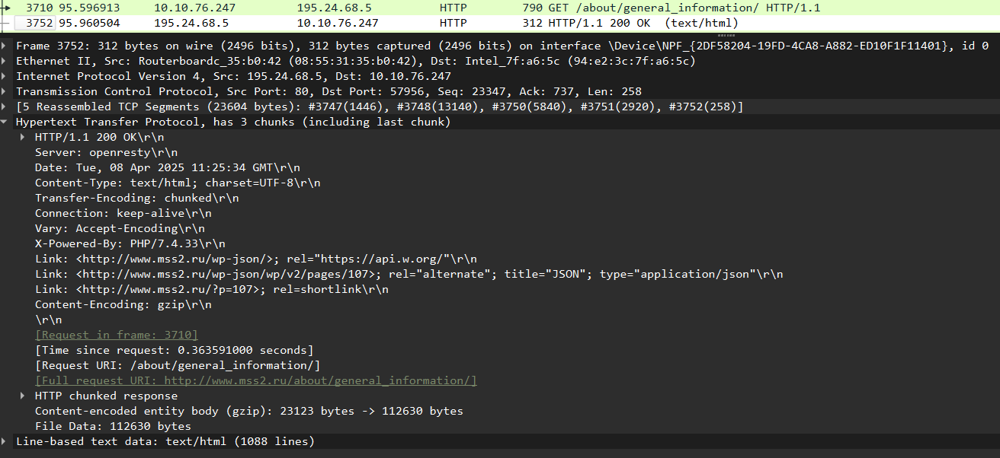 3710 95.596913 10.10.76.247 195.24.68.5 HTTP 790 GET /about/general_information/ HTTP/1.1
3752 95.960504 195.24.68.5 10.10.76.247 HTTP 312 HTTP/1.1 200 OK (text/html)
Frame 3752: 312 bytes on wire (2496 bits), 312 bytes captured (2496 bits) on interface \Device\NPF_{2DF58204-19FD-4CA8-A882-ED10F1F11401}, id 0
Ethernet II, Src: Routerboardc_35:b0:42 (08:55:31:35:b0:42), Dst: Intel_7f:a6:5c (94:e2:3c:7f:a6:5c)
Internet Protocol Version 4, Src: 195.24.68.5, Dst: 10.10.76.247
Transmission Control Protocol, Src Port: 80, Dst Port: 57956, Seq: 23347, Ack: 737, Len: 258
[5 Reassembled TCP Segments (23604 bytes): #3747(1446), #3748(13140), #3750(5840), #3751(2920), #3752(258)]
Hypertext Transfer Protocol, has 3 chunks (including last chunk)
HTTP/1.1 200 OK\r\n
Server: openresty\r\n
Date: Tue, 08 Apr 2025 11:25:34 GMT\r\n
Content-Type: text/html; charset=UTF-8\r\n
Transfer-Encoding: chunked\r\n
Connection: keep-alive\r\n
Vary: Accept-Encoding\r\n
X-Powered-By: PHP/7.4.33\r\n
Link: <http://www.mss2.ru/wp-json/>; rel="https://api.w.org/"\r\n
Link: <http://www.mss2.ru/wp-json/wp/v2/pages/107>; rel="alternate"; title="JSON"; type="application/json"\r\n
Link: <http://www.mss2.ru/?p=107>; rel=shortlink\r\n
Content-Encoding: gzip\r\n
\r\n
[Request in frame: 3710]
[Time since request: 0.363591000 seconds]
[Request URI: /about/general_information/]
[Full request URI: http://www.mss2.ru/about/general_information/]
HTTP chunked response
Content-encoded entity body (gzip): 23123 bytes -> 112630 bytes
File Data: 112630 bytes
Line-based text data: text/html (1088 lines)